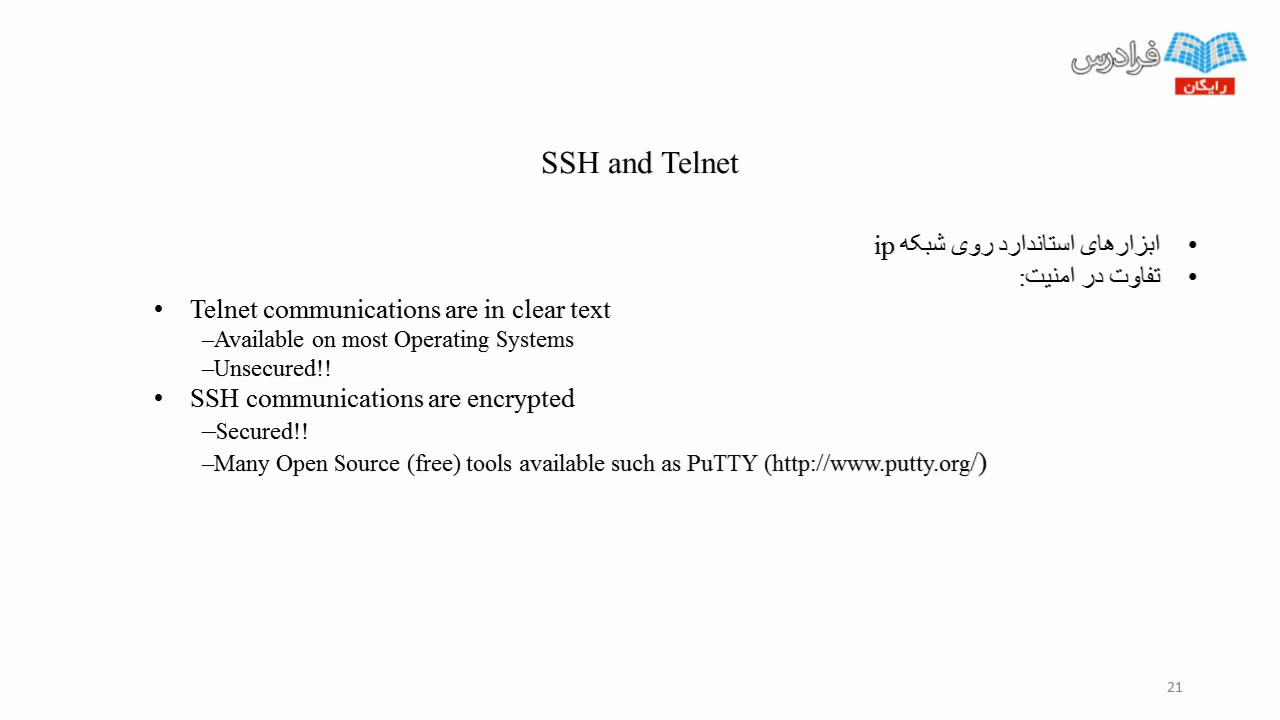 فرادرس
رایگان
SSH and Telnet
• ابزارهای استاندارد روی شبکه ip
• تفاوت در امنیت:
• Telnet communications are in clear text
–Available on most Operating Systems
–Unsecured!!
• SSH communications are encrypted
–Secured!!
–Many Open Source (free) tools available such as PuTTY (http://www.putty.org/)
21